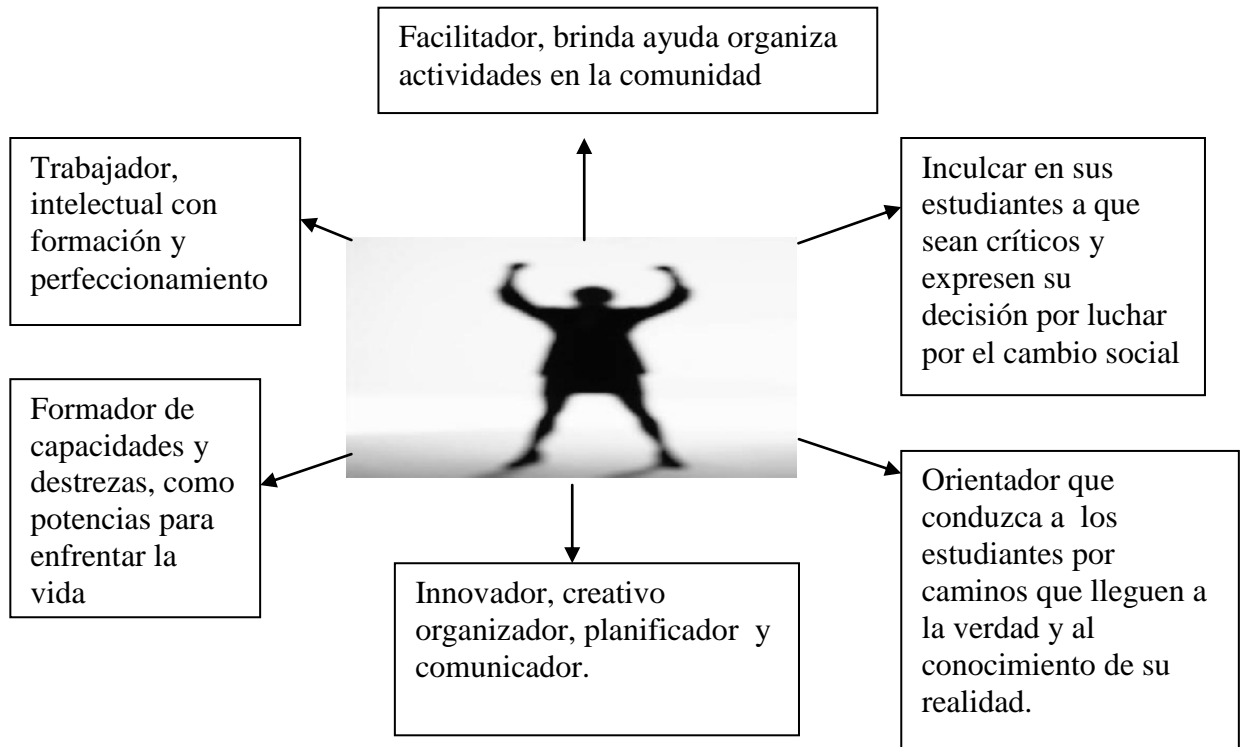 Facilitador, brinda ayuda organiza
actividades en la comunidad
Trabajador,
intelectual con
formación y
perfeccionamiento
Inculcar en sus
estudiantes a que
sean críticos y
expresen su
decisión por luchar
por el cambio social
Formador de
capacidades y
destrezas, como
potencias para
enfrentar la
vida
Innovador, creativo
organizador, planificador y
comunicador.
Orientador que
conduzca a los
estudiantes por
caminos que lleguen a
la verdad y al
conocimiento de su
realidad.